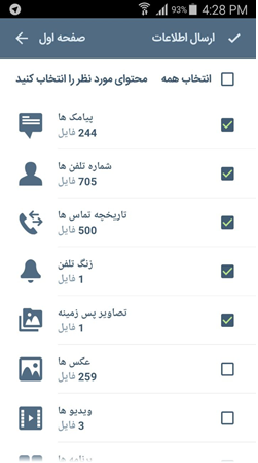 93% 4:28 PM
ارسال اطلاعات صفحه اول
انتخاب همه محتوای مورد نظر را انتخاب کنید
پیامک ها
244 فایل
شماره تلفن ها
705 فایل
تاریخچه تماس ها
500 فایل
زنگ تلفن
1 فایل
تصاویر پس زمینه
1 فایل
عکس ها
259 فایل
ویدیو ها
3 فایل